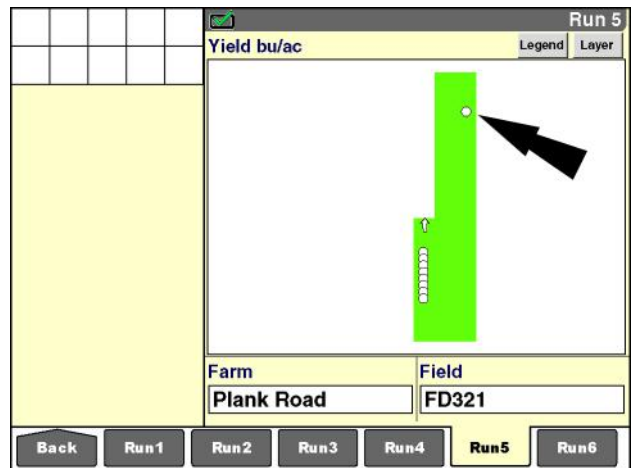 Run 5
Yield bu/ac
Legend
Layer
Farm
Field
Plank Road
FD321
Back
Run1
Run2
Run3
Run4
Run5
Run6